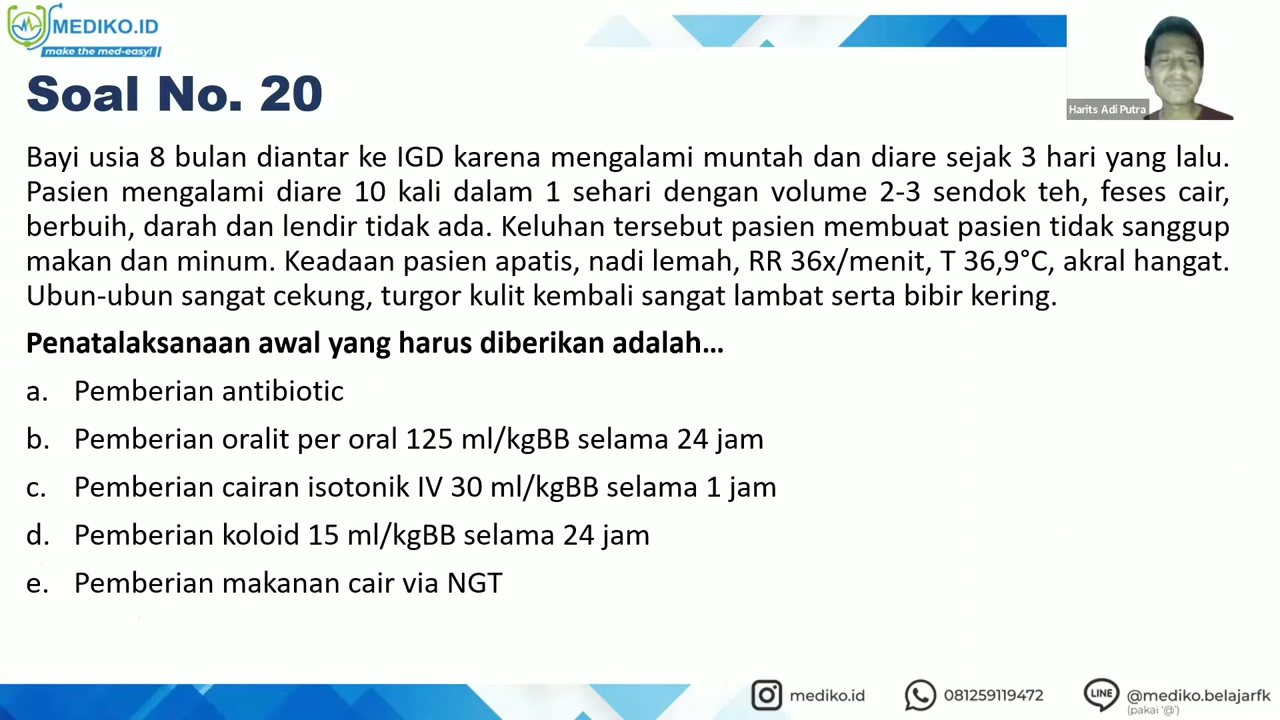 MEDIKO.ID
make the med-easy!
Harits Adi Putra
Soal No. 20
Bayi usia 8 bulan diantar ke IGD karena mengalami muntah dan diare sejak 3 hari yang lalu.
Pasien mengalami diare 10 kali dalam 1 sehari dengan volume 2-3 sendok teh, feses cair,
berbuih, darah dan lendir tidak ada. Keluhan tersebut pasien membuat pasien tidak sanggup
makan dan minum. Keadaan pasien apatis, nadi lemah, RR 36x/menit, T 36,9°C, akral hangat.
Ubun-ubun sangat cekung, turgor kulit kembali sangat lambat serta bibir kering.
Penatalaksanaan awal yang harus diberikan adalah...
a. Pemberian antibiotic
b. Pemberian oralit per oral 125 ml/kgBB selama 24 jam
c. Pemberian cairan isotonik IV 30 ml/kgBB selama 1 jam
d. Pemberian koloid 15 ml/kgBB selama 24 jam
e. Pemberian makanan cair via NGT
mediko.id
081259119472
LINE
@mediko.belajarfk
(pakai '@')